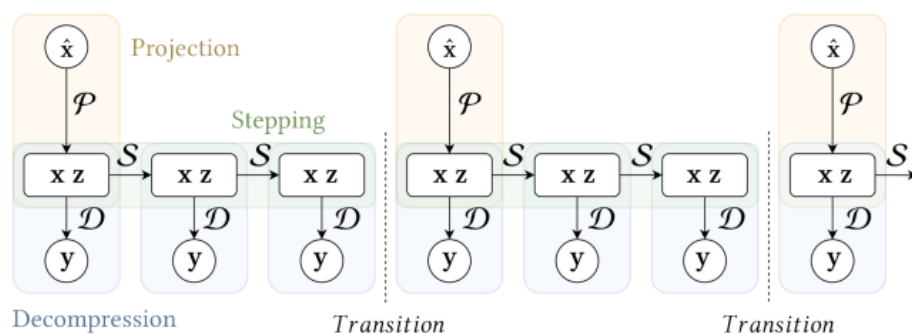 x̂ x̂ x̂
Projection
𝒫 𝒫 𝒫
Stepping
𝒮 𝒮 𝒮 𝒮 𝒮
x z x z x z x z x z x z x z
𝒟 𝒟 𝒟 𝒟 𝒟 𝒟 𝒟
y y y y y y y
Decompression Transition Transition